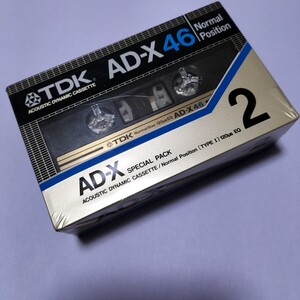 TDK AD-X 46 Normal Position
ACOUSTIC DYNAMIC CASSETTE
TDK AD-X 46
AD-X SPECIAL PACK 2
ACOUSTIC DYNAMIC CASSETTE / Normal Position (TYPE I) 120μs EQ